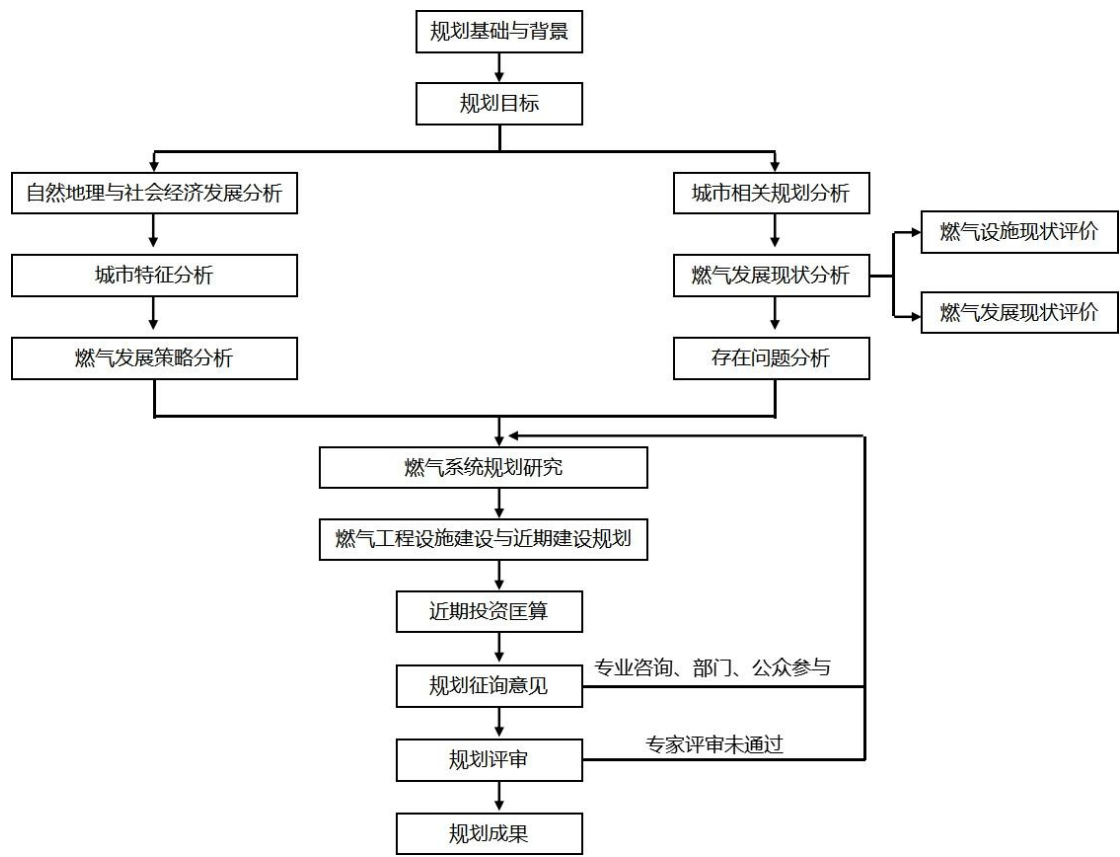 规划基础与背景
规划目标
自然地理与社会经济发展分析
城市相关规划分析
燃气设施现状评价
城市特征分析
燃气发展现状分析
燃气发展现状评价
燃气发展策略分析
存在问题分析
燃气系统规划研究
燃气工程设施建设与近期建设规划
近期投资匡算
专业咨询、部门、公众参与
规划征询意见
专家评审未通过
规划评审
规划成果